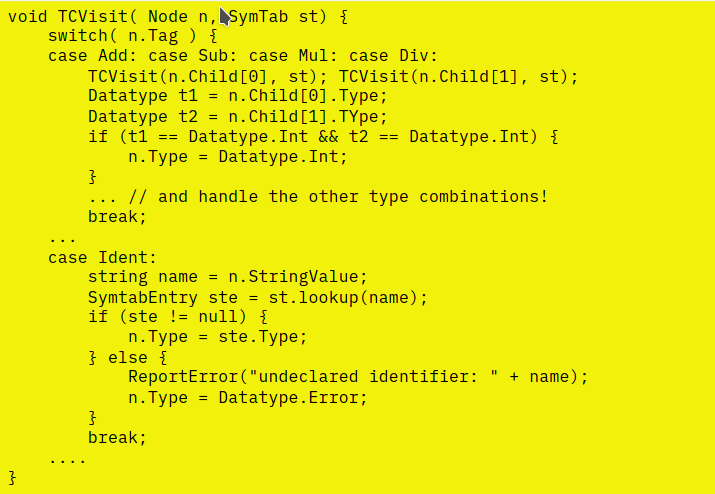 void TCVisit( Node n, SymTab st) {
    switch( n.Tag ) {
    case Add: case Sub: case Mul: case Div:
        TCVisit(n.Child[0], st); TCVisit(n.Child[1], st);
        Datatype t1 = n.Child[0].Type;
        Datatype t2 = n.Child[1].TYpe;
        if (t1 == Datatype.Int && t2 == Datatype.Int) {
            n.Type = Datatype.Int;
        }
        ... // and handle the other type combinations!
        break;
    ...
    case Ident:
        string name = n.StringValue;
        SymtabEntry ste = st.lookup(name);
        if (ste != null) {
            n.Type = ste.Type;
        } else {
            ReportError("undeclared identifier: " + name);
            n.Type = Datatype.Error;
        }
        break;
    ....
}